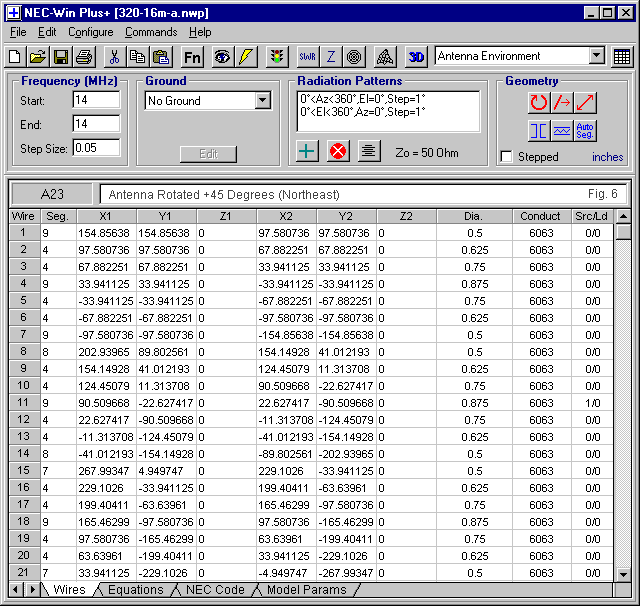 NEC-Win Plus+ [320-16m-a.nwp]
File Edit Configure Commands Help
Fn SWR Z 3D Antenna Environment
Frequency (MHz)
Start: 14
End: 14
Step Size: 0.05
Ground
No Ground
Edit
Radiation Patterns
0°<Az<360°,El=0°,Step=1°
0°<El<360°,Az=0°,Step=1°
Zo = 50 Ohm
Geometry
Auto Seg.
Stepped inches
A23 Antenna Rotated +45 Degrees (Northeast) Fig. 6
Wire Seg. X1 Y1 Z1 X2 Y2 Z2 Dia. Conduct Src/Ld
1 9 154.85638 154.85638 0 97.580736 97.580736 0 0.5 6063 0/0
2 4 97.580736 97.580736 0 67.882251 67.882251 0 0.625 6063 0/0
3 4 67.882251 67.882251 0 33.941125 33.941125 0 0.75 6063 0/0
4 9 33.941125 33.941125 0 -33.941125 -33.941125 0 0.875 6063 0/0
5 4 -33.941125 -33.941125 0 -67.882251 -67.882251 0 0.75 6063 0/0
6 4 -67.882251 -67.882251 0 -97.580736 -97.580736 0 0.625 6063 0/0
7 9 -97.580736 -97.580736 0 -154.85638 -154.85638 0 0.5 6063 0/0
8 8 202.93965 89.802561 0 154.14928 41.012193 0 0.5 6063 0/0
9 4 154.14928 41.012193 0 124.45079 11.313708 0 0.625 6063 0/0
10 4 124.45079 11.313708 0 90.509668 -22.627417 0 0.75 6063 0/0
11 9 90.509668 -22.627417 0 22.627417 -90.509668 0 0.875 6063 1/0
12 4 22.627417 -90.509668 0 -11.313708 -124.45079 0 0.75 6063 0/0
13 4 -11.313708 -124.45079 0 -41.012193 -154.14928 0 0.625 6063 0/0
14 8 -41.012193 -154.14928 0 -89.802561 -202.93965 0 0.5 6063 0/0
15 7 267.99347 4.949747 0 229.1026 -33.941125 0 0.5 6063 0/0
16 4 229.1026 -33.941125 0 199.40411 -63.63961 0 0.625 6063 0/0
17 4 199.40411 -63.63961 0 165.46299 -97.580736 0 0.75 6063 0/0
18 9 165.46299 -97.580736 0 97.580736 -165.46299 0 0.875 6063 0/0
19 4 97.580736 -165.46299 0 63.63961 -199.40411 0 0.75 6063 0/0
20 4 63.63961 -199.40411 0 33.941125 -229.1026 0 0.625 6063 0/0
21 7 33.941125 -229.1026 0 -4.949747 -267.99347 0 0.5 6063 0/0
Wires Equations NEC Code Model Params